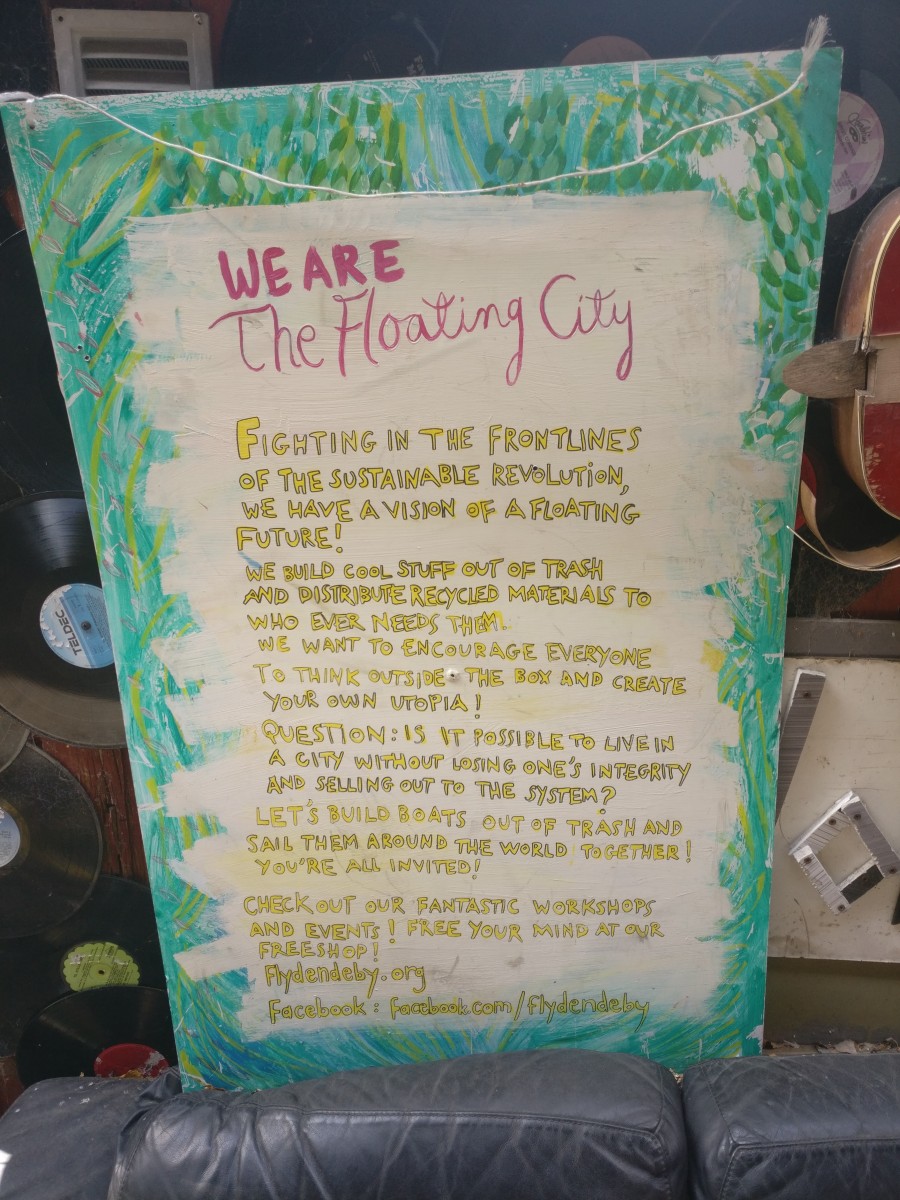 WE ARE
The Floating City
FIGHTING IN THE FRONTLINES
OF THE SUSTAINABLE REVOLUTION,
WE HAVE A VISION OF A FLOATING
FUTURE!
WE BUILD COOL STUFF OUT OF TRASH
AND DISTRIBUTE RECYCLED MATERIALS TO
WHO EVER NEEDS THEM.
WE WANT TO ENCOURAGE EVERYONE
TO THINK OUTSIDE THE BOX AND CREATE
YOUR OWN UTOPIA!
QUESTION: IS IT POSSIBLE TO LIVE IN
A CITY WITHOUT LOSING ONE'S INTEGRITY
AND SELLING OUT TO THE SYSTEM?
LET'S BUILD BOATS OUT OF TRASH AND
SAIL THEM AROUND THE WORLD TOGETHER!
YOU'RE ALL INVITED!
CHECK OUT OUR FANTASTIC WORKSHOPS
AND EVENTS! FREE YOUR MIND AT OUR
FREESHOP!
Flydendeby.org
Facebook: facebook.com/flydendeby
TELDEC